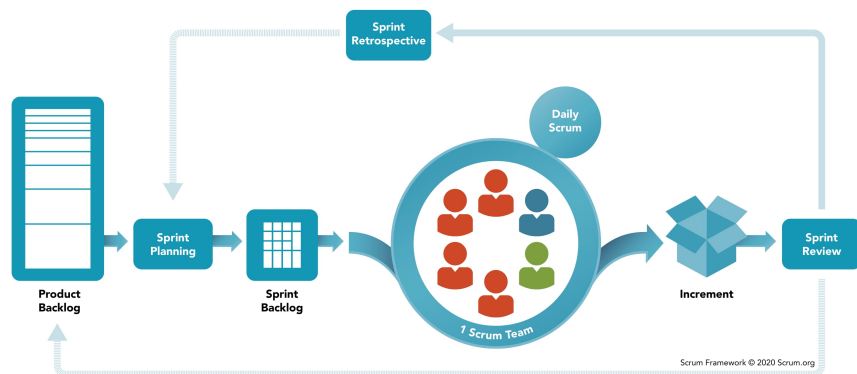 Sprint
Retrospective
Daily
Scrum
Sprint
Planning
Sprint
Review
Product
Backlog
Sprint
Backlog
1 Scrum Team
Increment
Scrum Framework © 2020 Scrum.org